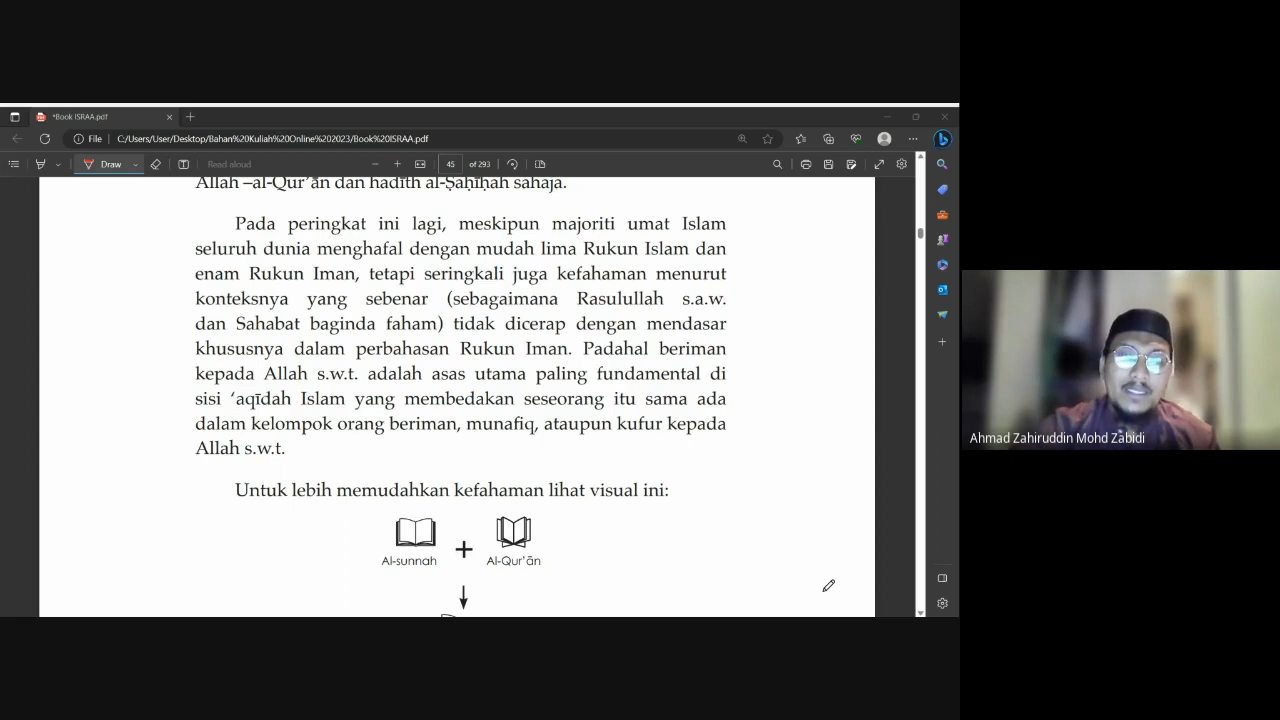 *Book ISRAA.pdf
File
C:/Users/User/Desktop/Bahan%20Kuliah%20Online%202023/Book%20ISRAA.pdf
Draw
Read aloud
45
of 293
Allah –al-Qur’ān dan hadīth al-Ṣaḥīḥah sahaja.
Pada peringkat ini lagi, meskipun majoriti umat Islam
seluruh dunia menghafal dengan mudah lima Rukun Islam dan
enam Rukun Iman, tetapi seringkali juga kefahaman menurut
konteksnya yang sebenar (sebagaimana Rasulullah s.a.w.
dan Sahabat baginda faham) tidak dicerap dengan mendasar
khususnya dalam perbahasan Rukun Iman. Padahal beriman
kepada Allah s.w.t. adalah asas utama paling fundamental di
sisi ‘aqīdah Islam yang membedakan seseorang itu sama ada
dalam kelompok orang beriman, munafiq, ataupun kufur kepada
Allah s.w.t.
Untuk lebih memudahkan kefahaman lihat visual ini:
Al-sunnah + Al-Qur’ān
Ahmad Zahiruddin Mohd Zabidi